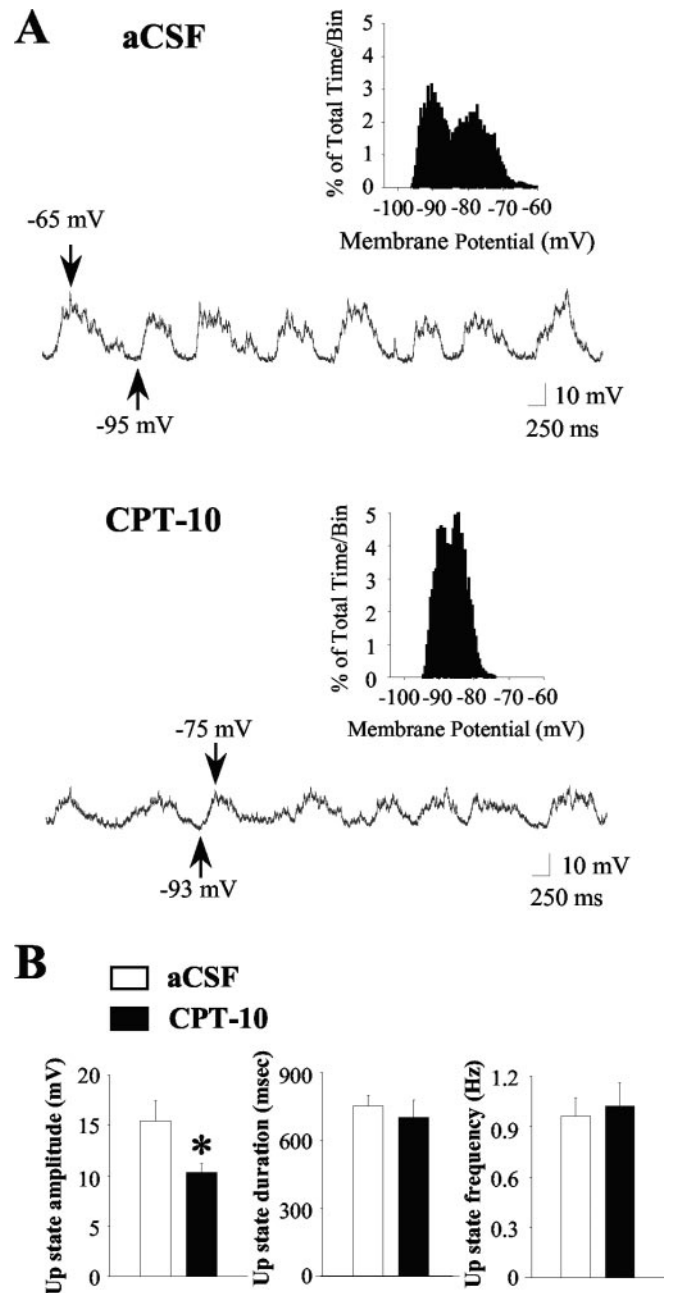 A
aCSF
% of Total Time/Bin
5
4
3
2
1
0
-100 -90 -80 -70 -60
Membrane Potential (mV)
-65 mV
-95 mV
10 mV
250 ms
CPT-10
% of Total Time/Bin
5
4
3
2
1
0
-100 -90 -80 -70 -60
Membrane Potential (mV)
-75 mV
-93 mV
10 mV
250 ms
B
aCSF
CPT-10
Up state amplitude (mV)
20
15
10
5
0
*
Up state duration (msec)
900
600
300
0
Up state frequency (Hz)
1.2
0.9
0.6
0.3
0